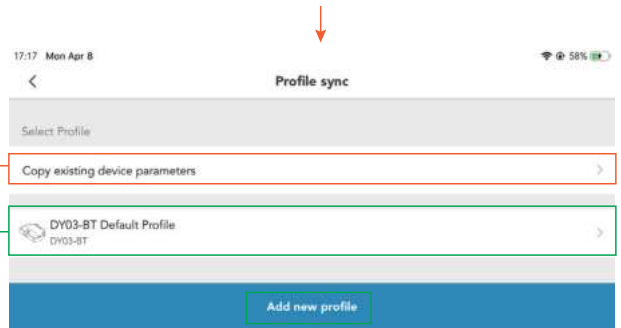 17:17 Mon Apr 8
58%
Profile sync
Select Profile
Copy existing device parameters
DY03-BT Default Profile
DY03-BT
Add new profile